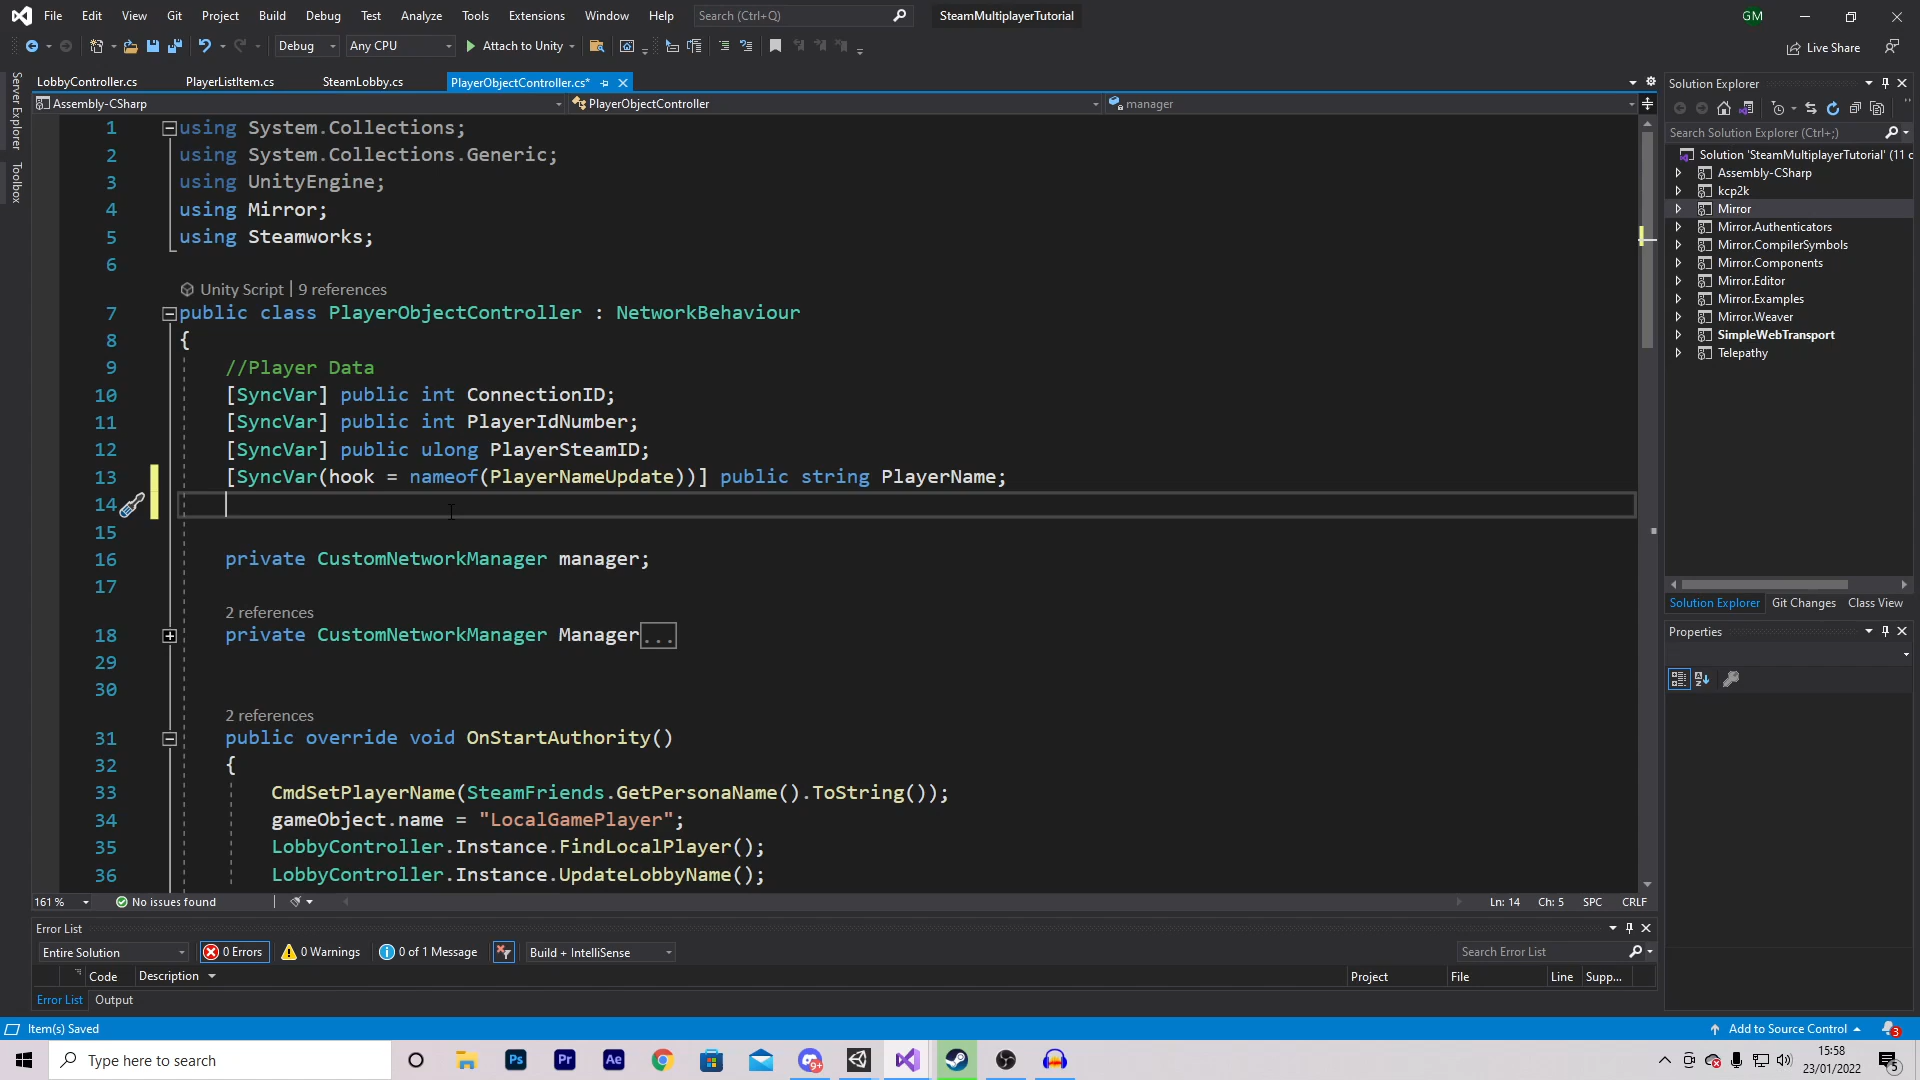 File Edit View Git Project Build Debug Test Analyze Tools Extensions Window Help Search (Ctrl+Q) SteamMultiplayerTutorial GM
Debug Any CPU Attach to Unity Live Share
Server Explorer
Toolbox
LobbyController.cs PlayerListItem.cs SteamLobby.cs PlayerObjectController.cs*
Assembly-CSharp PlayerObjectController manager
1 using System.Collections;
2 using System.Collections.Generic;
3 using UnityEngine;
4 using Mirror;
5 using Steamworks;
6
Unity Script | 9 references
7 public class PlayerObjectController : NetworkBehaviour
8 {
9 //Player Data
10 [SyncVar] public int ConnectionID;
11 [SyncVar] public int PlayerIdNumber;
12 [SyncVar] public ulong PlayerSteamID;
13 [SyncVar(hook = nameof(PlayerNameUpdate))] public string PlayerName;
14
15
16 private CustomNetworkManager manager;
17
2 references
18 private CustomNetworkManager Manager...
29
30
2 references
31 public override void OnStartAuthority()
32 {
33 CmdSetPlayerName(SteamFriends.GetPersonaName().ToString());
34 gameObject.name = "LocalGamePlayer";
35 LobbyController.Instance.FindLocalPlayer();
36 LobbyController.Instance.UpdateLobbyName();
161 % No issues found Ln: 14 Ch: 5 SPC CRLF
Error List
Entire Solution 0 Errors 0 Warnings 0 of 1 Message Build + IntelliSense Search Error List
Code Description Project File Line Supp...
Error List Output
Solution Explorer
Search Solution Explorer (Ctrl+;)
Solution 'SteamMultiplayerTutorial' (11 c
Assembly-CSharp
kcp2k
Mirror
Mirror.Authenticators
Mirror.CompilerSymbols
Mirror.Components
Mirror.Editor
Mirror.Examples
Mirror.Weaver
SimpleWebTransport
Telepathy
Solution Explorer Git Changes Class View
Properties
Item(s) Saved Add to Source Control 3
Type here to search Ps Pr Ae 9+ 15:58
23/01/2022 5